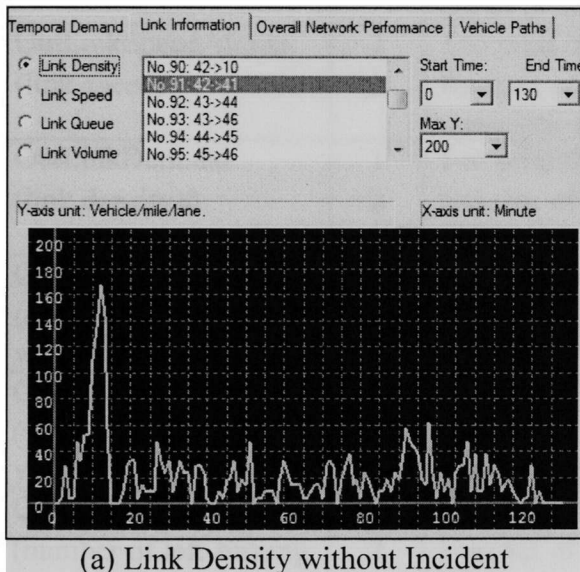 Temporal Demand Link Information Overall Network Performance Vehicle Paths
Link Density
Link Speed
Link Queue
Link Volume
No.90: 42->10
No.91: 42->41
No.92: 43->44
No.93: 43->46
No.94: 44->45
No.95: 45->46
Start Time: End Time
0 130
Max Y:
200
Y-axis unit: Vehicle/mile/lane. X-axis unit: Minute
200
180
160
140
120
100
80
60
40
20
0
0 20 40 60 80 100 120
(a) Link Density without Incident